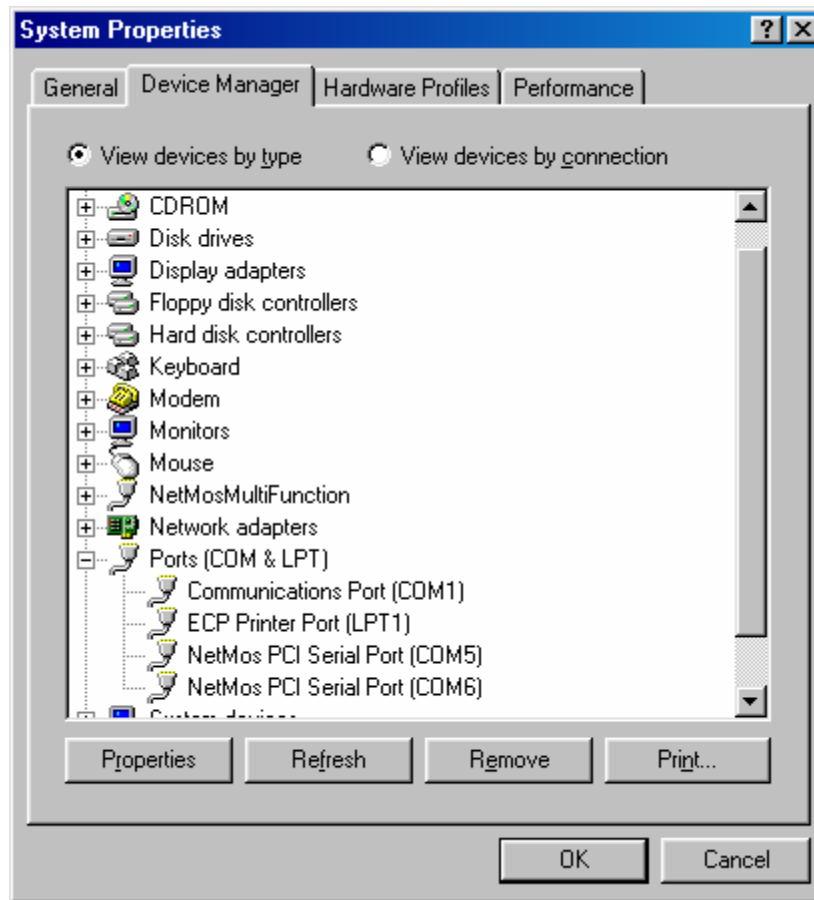 System Properties
General Device Manager Hardware Profiles Performance
View devices by type View devices by connection
CDROM
Disk drives
Display adapters
Floppy disk controllers
Hard disk controllers
Keyboard
Modem
Monitors
Mouse
NetMosMultiFunction
Network adapters
Ports (COM & LPT)
Communications Port (COM1)
ECP Printer Port (LPT1)
NetMos PCI Serial Port (COM5)
NetMos PCI Serial Port (COM6)
System devices
Properties Refresh Remove Print...
OK Cancel